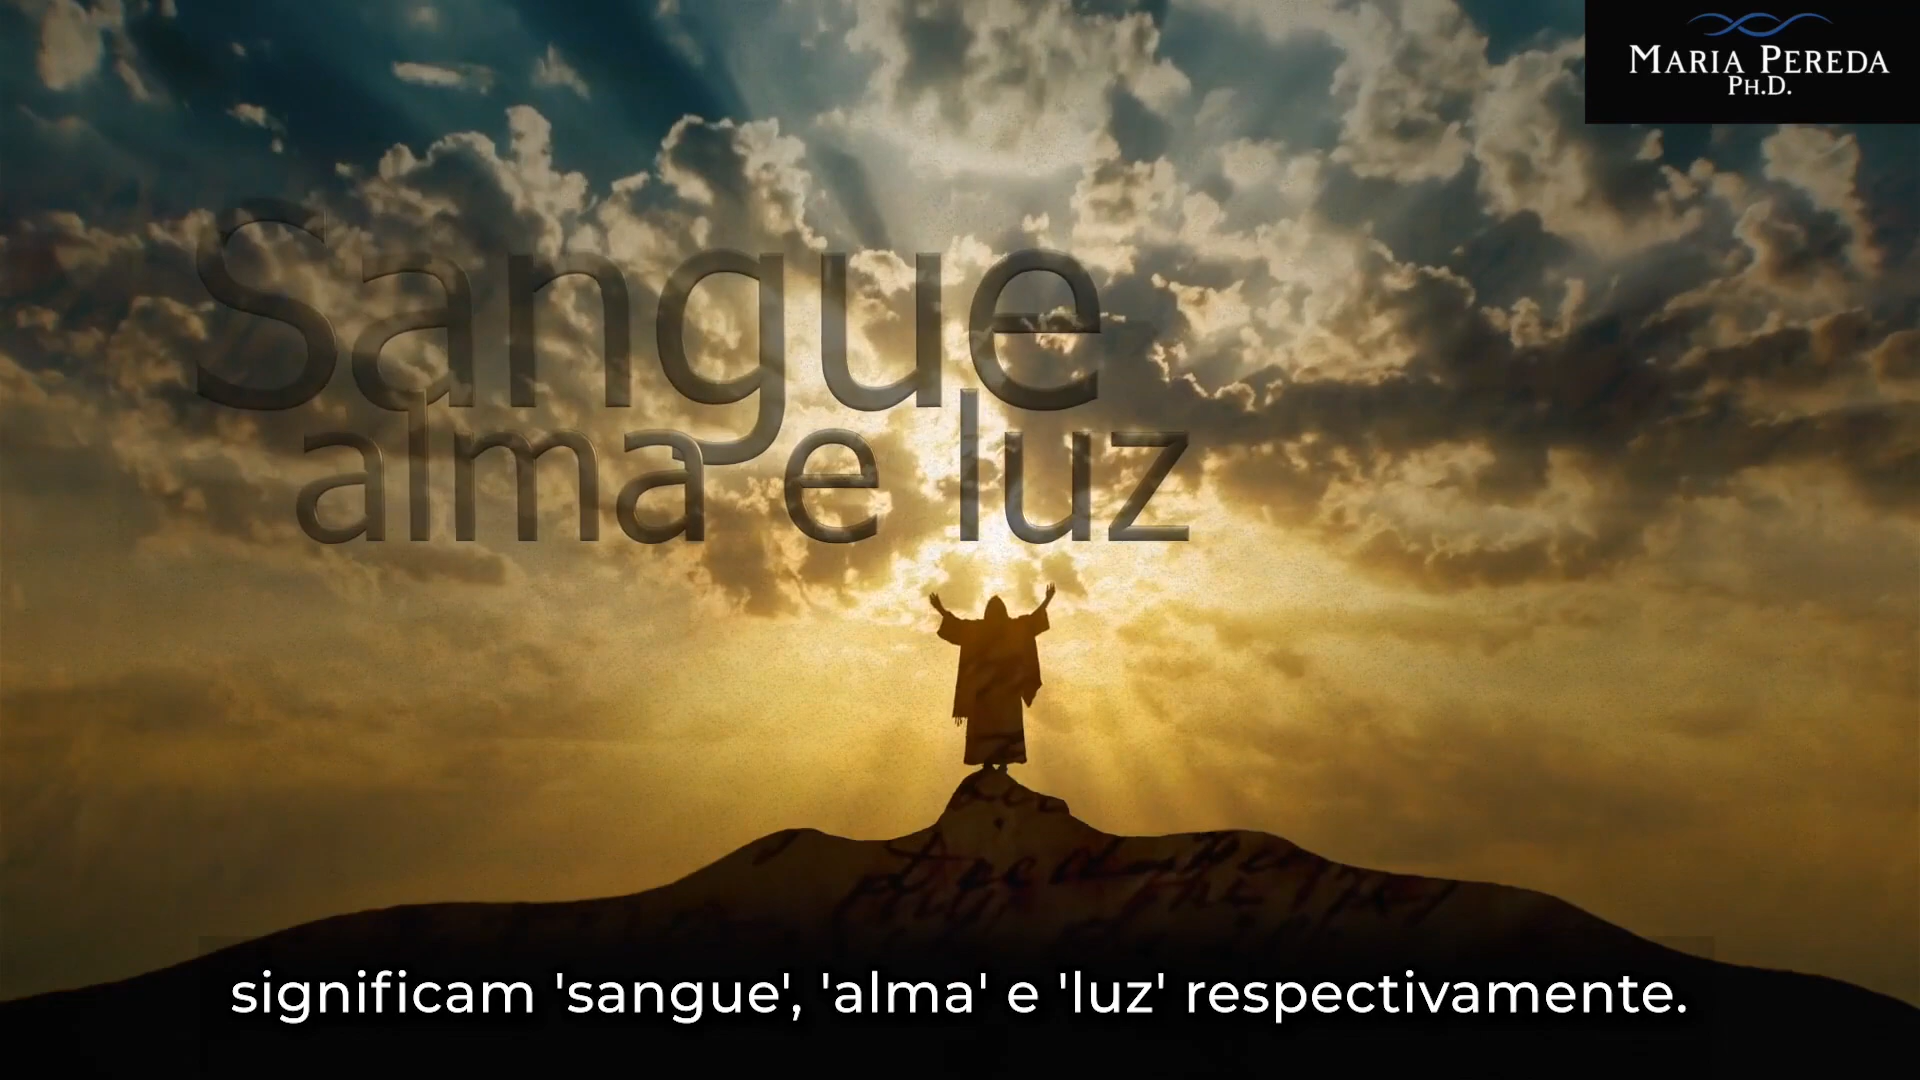 MARIA PEREDA
PH.D.
Sangue
alma e luz
significam 'sangue', 'alma' e 'luz' respectivamente.